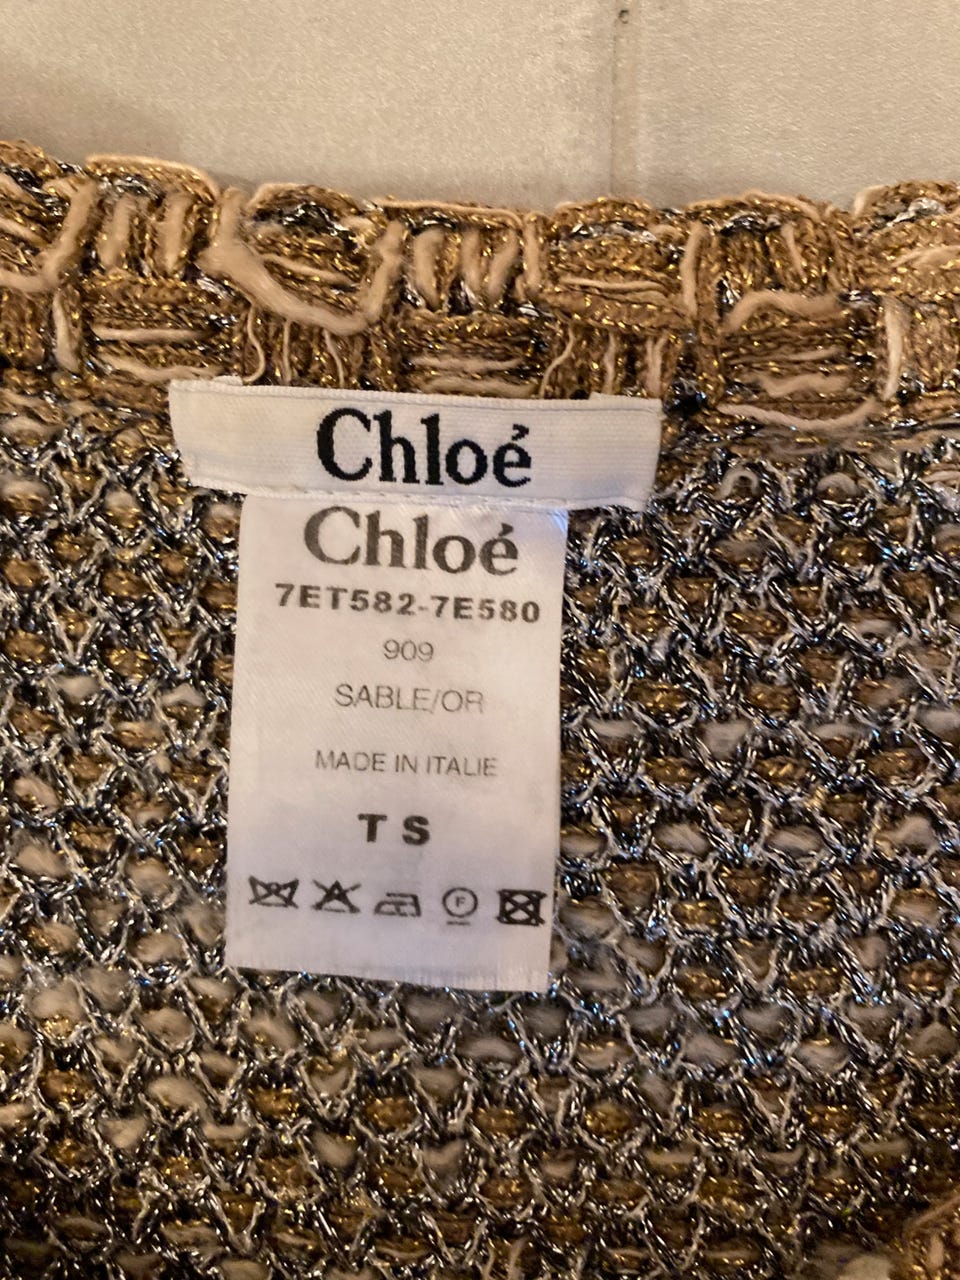 Chloé
Chloé
7ET582-7E580
909
SABLE/OR
MADE IN ITALIE
T S
F